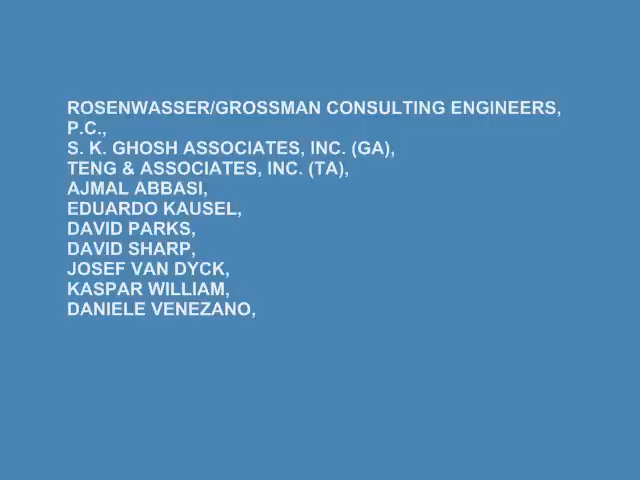 ROSENWASSER/GROSSMAN CONSULTING ENGINEERS,
P.C.,
S. K. GHOSH ASSOCIATES, INC. (GA),
TENG & ASSOCIATES, INC. (TA),
AJMAL ABBASI,
EDUARDO KAUSEL,
DAVID PARKS,
DAVID SHARP,
JOSEF VAN DYCK,
KASPAR WILLIAM,
DANIELE VENEZANO,